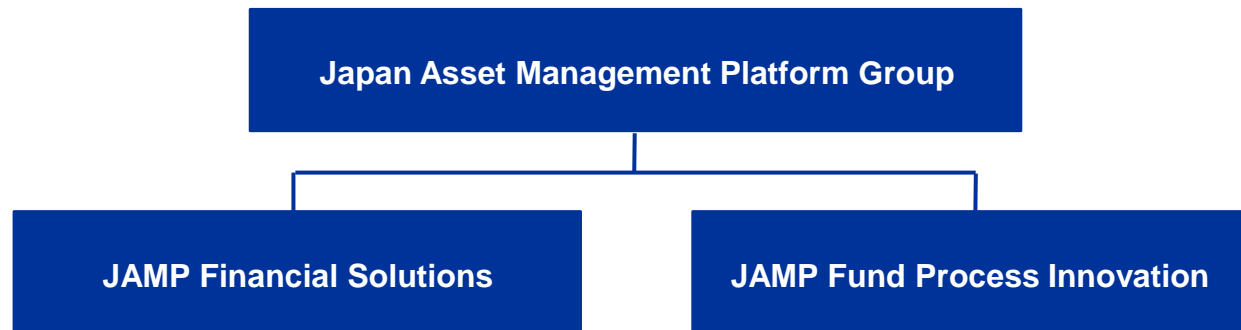 Japan Asset Management Platform Group
JAMP Financial Solutions
JAMP Fund Process Innovation